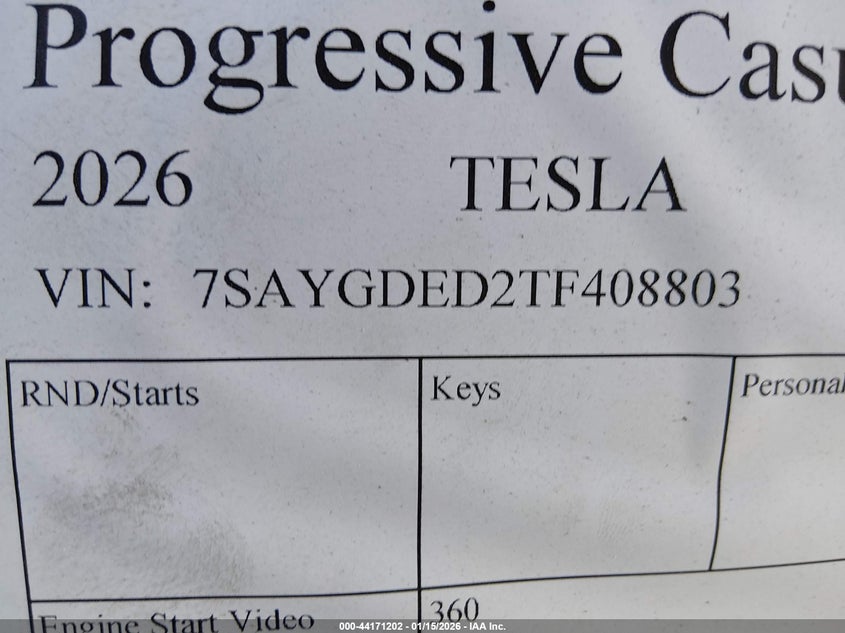 Progressive Casu
2026 TESLA
VIN: 7SAYGDED2TF408803
RND/Starts Keys Personal
Engine Start Video 360
000-44171202 - 01/15/2026 - IAA Inc.